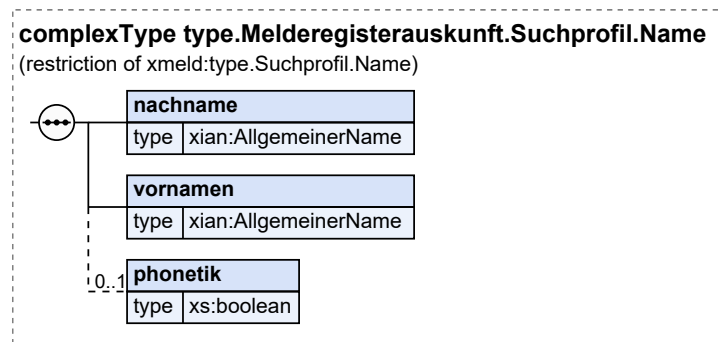 complexType type.Melderegisterauskunft.Suchprofil.Name
(restriction of xmeld:type.Suchprofil.Name)
nachname
type xian:AllgemeinerName
vornamen
type xian:AllgemeinerName
0..1 phonetik
type xs:boolean